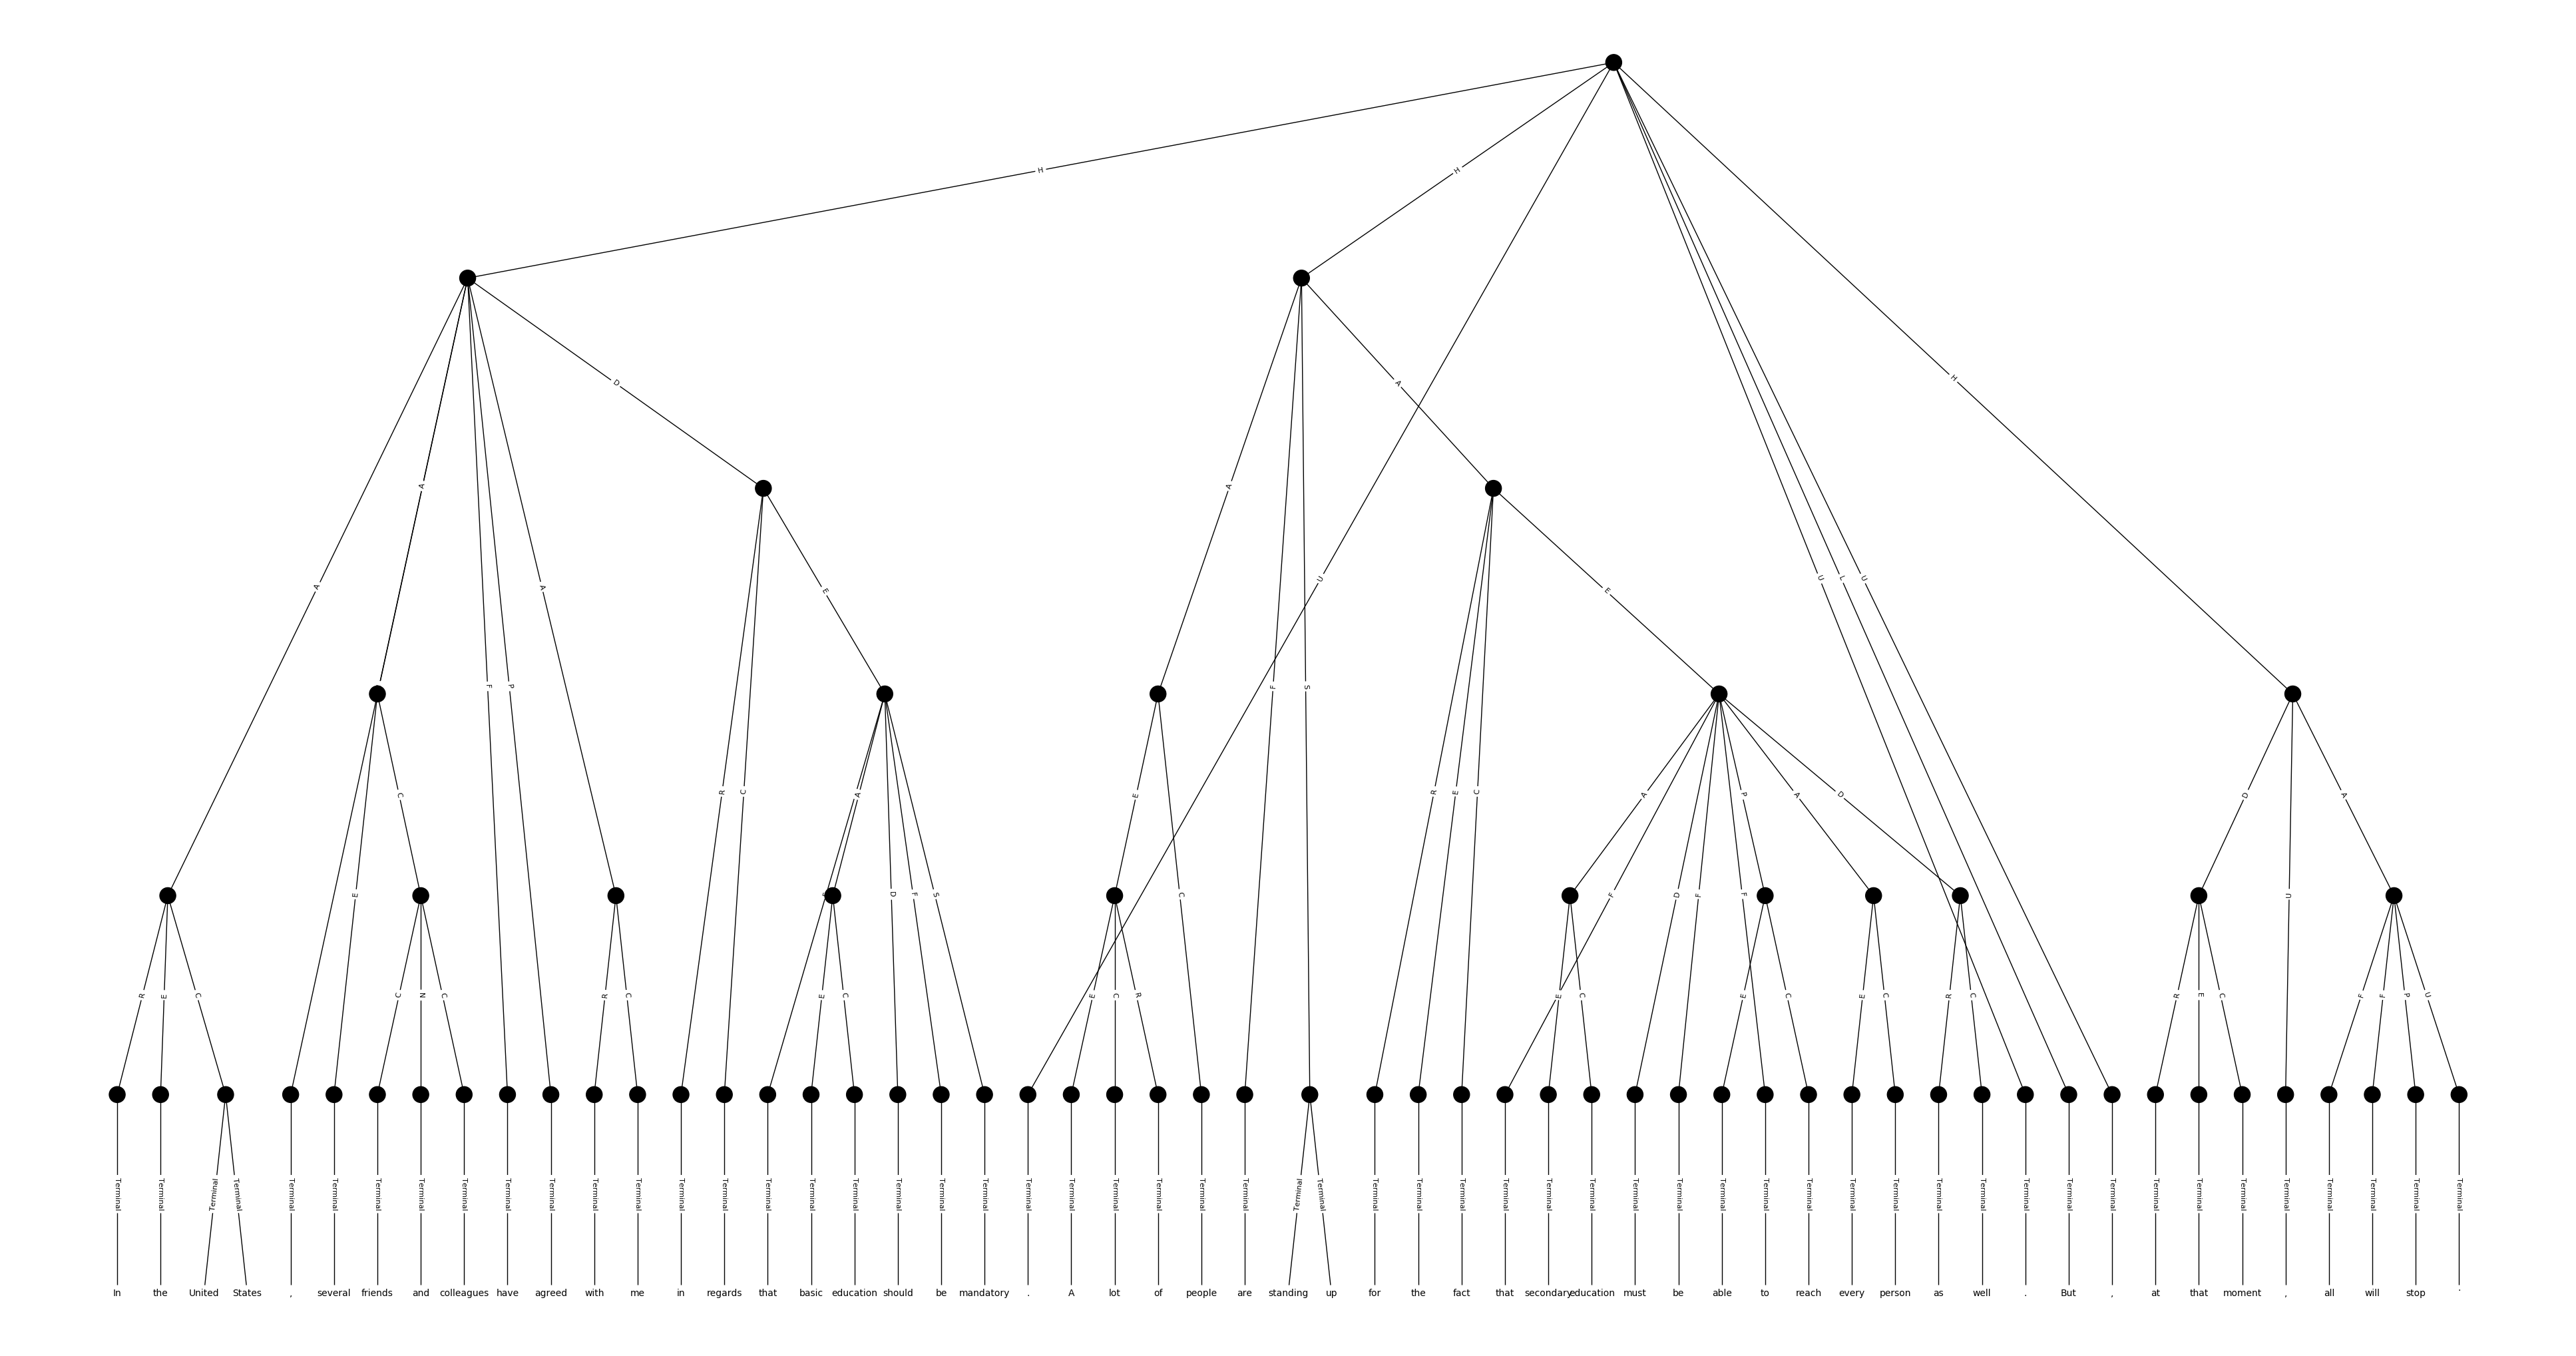 H H
H
D A
A A
A A U U L U
F P
E E
F S
R C A C E R E C A P A D D A
E F D F S C F D F F U
R E C C N C R C E C E C R E C E C E C R C R E C F F P U
Terminal Terminal Terminal Terminal Terminal Terminal Terminal Terminal Terminal Terminal Terminal Terminal Terminal Terminal Terminal Terminal Terminal Terminal Terminal Terminal Terminal Terminal Terminal Terminal Terminal Terminal Terminal Terminal Terminal Terminal Terminal Terminal Terminal Terminal Terminal Terminal Terminal Terminal Terminal Terminal Terminal Terminal Terminal Terminal Terminal Terminal Terminal Terminal Terminal Terminal Terminal Terminal Terminal Terminal Terminal
In the United States , several friends and colleagues have agreed with me in regards that basic education should be mandatory . A lot of people are standing up for the fact that secondary education must be able to reach every person as well . But , at that moment , all will stop